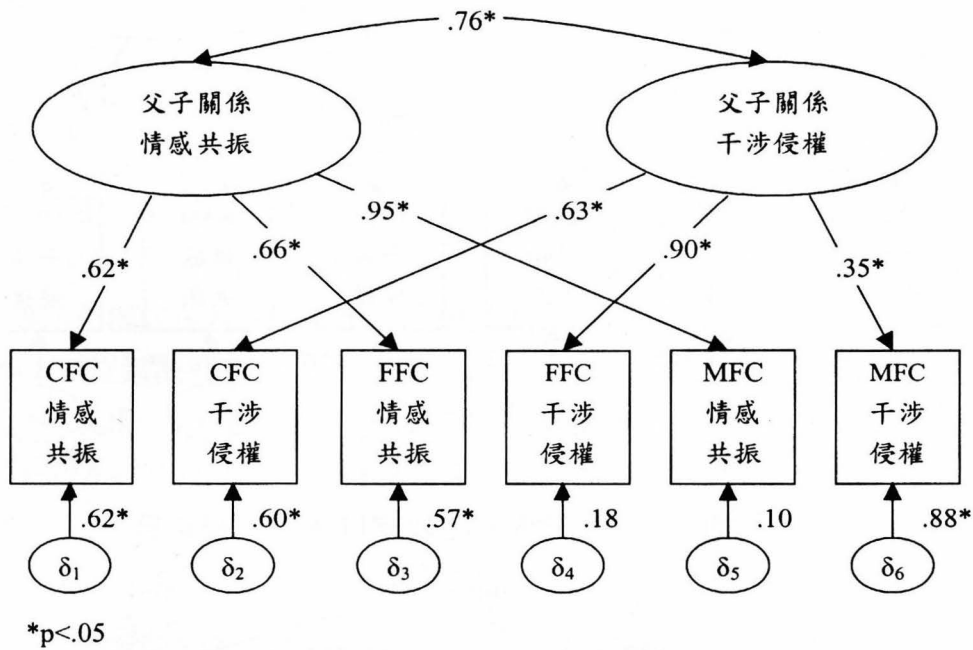 .76*
父子關係
情感共振
父子關係
干涉侵權
.62*
.66*
.95*
.63*
.90*
.35*
CFC
情感
共振
CFC
干涉
侵權
FFC
情感
共振
FFC
干涉
侵權
MFC
情感
共振
MFC
干涉
侵權
.62*
.60*
.57*
.18
.10
.88*
δ1
δ2
δ3
δ4
δ5
δ6
*p<.05